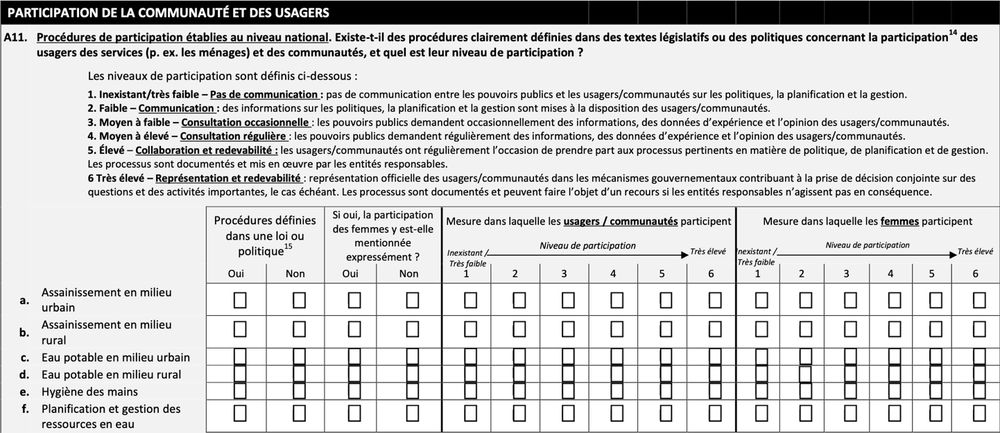 PARTICIPATION DE LA COMMUNAUTÉ ET DES USAGERS
A11. Procédures de participation établies au niveau national. Existe-t-il des procédures clairement définies dans des textes législatifs ou des politiques concernant la participation14 des
usagers des services (p. ex. les ménages) et des communautés, et quel est leur niveau de participation ?
Les niveaux de participation sont définis ci-dessous :
1. Inexistant/très faible – Pas de communication : pas de communication entre les pouvoirs publics et les usagers/communautés sur les politiques, la planification et la gestion.
2. Faible – Communication : des informations sur les politiques, la planification et la gestion sont mises à la disposition des usagers/communautés.
3. Moyen à faible – Consultation occasionnelle : les pouvoirs publics demandent occasionnellement des informations, des données d’expérience et l’opinion des usagers/communautés.
4. Moyen à élevé – Consultation régulière : les pouvoirs publics demandent régulièrement des informations, des données d’expérience et l’opinion des usagers/communautés.
5. Élevé – Collaboration et redevabilité : les usagers/communautés ont régulièrement l’occasion de prendre part aux processus pertinents en matière de politique, de planification et de gestion.
Les processus sont documentés et mis en œuvre par les entités responsables.
6 Très élevé – Représentation et redevabilité : représentation officielle des usagers/communautés dans les mécanismes gouvernementaux contribuant à la prise de décision conjointe sur des
questions et des activités importantes, le cas échéant. Les processus sont documentés et peuvent faire l’objet d’un recours si les entités responsables n’agissent pas en conséquence.
Procédures définies
dans une loi ou
politique15
Si oui, la participation
des femmes y est-elle
mentionnée
expressément ?
Mesure dans laquelle les usagers / communautés participent
Niveau de participation
Inexistant /
Très faible
Très élevé
Mesure dans laquelle les femmes participent
Niveau de participation
Inexistant /
Très faible
Très élevé
Oui Non Oui Non 1 2 3 4 5 6 1 2 3 4 5 6
a. Assainissement en milieu
urbain
b. Assainissement en milieu
rural
c. Eau potable en milieu urbain
d. Eau potable en milieu rural
e. Hygiène des mains
f. Planification et gestion des
ressources en eau